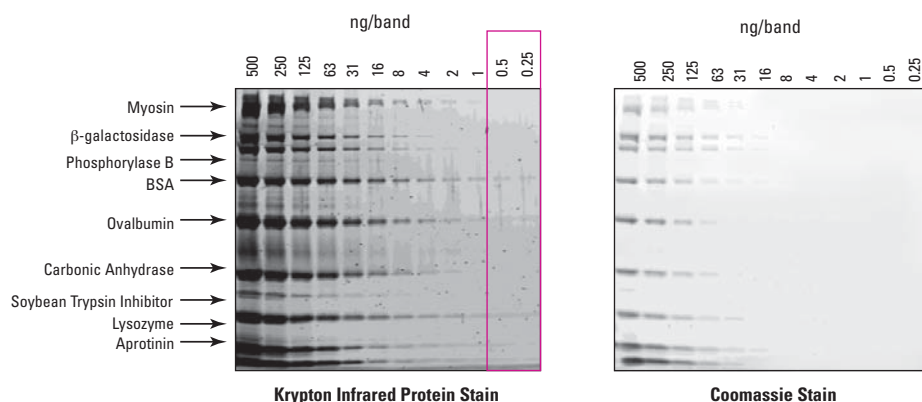 ng/band
500 250 125 63 31 16 8 4 2 1 0.5 0.25
Myosin
β-galactosidase
Phosphorylase B
BSA
Ovalbumin
Carbonic Anhydrase
Soybean Trypsin Inhibitor
Lysozyme
Aprotinin
Krypton Infrared Protein Stain
ng/band
500 250 125 63 31 16 8 4 2 1 0.5 0.25
Coomassie Stain